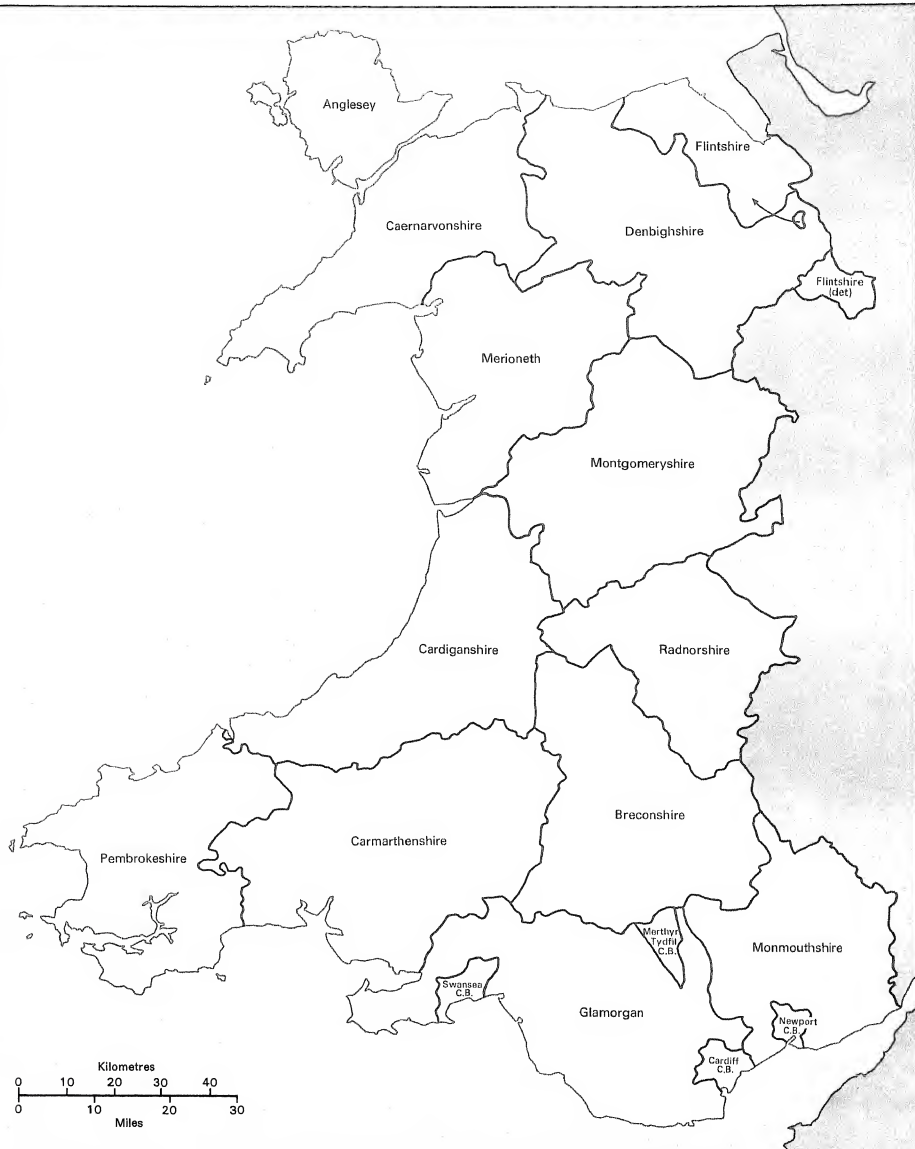 Anglesey
Flintshire
Caernarvonshire
Denbighshire
Flintshire
(det)
Merioneth
Montgomeryshire
Cardiganshire
Radnorshire
Breconshire
Carmarthenshire
Pembrokeshire
Merthyr
Tydfil
C.B.
Monmouthshire
Swansea
C.B.
Glamorgan
Newport
C.B.
Cardiff
C.B.
Kilometres
0 10 20 30 40
0 10 20 30
Miles